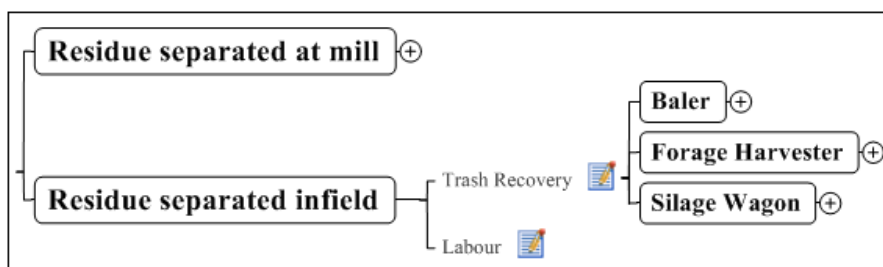 Residue separated at mill
Residue separated infield
Trash Recovery
Labour
Baler
Forage Harvester
Silage Wagon